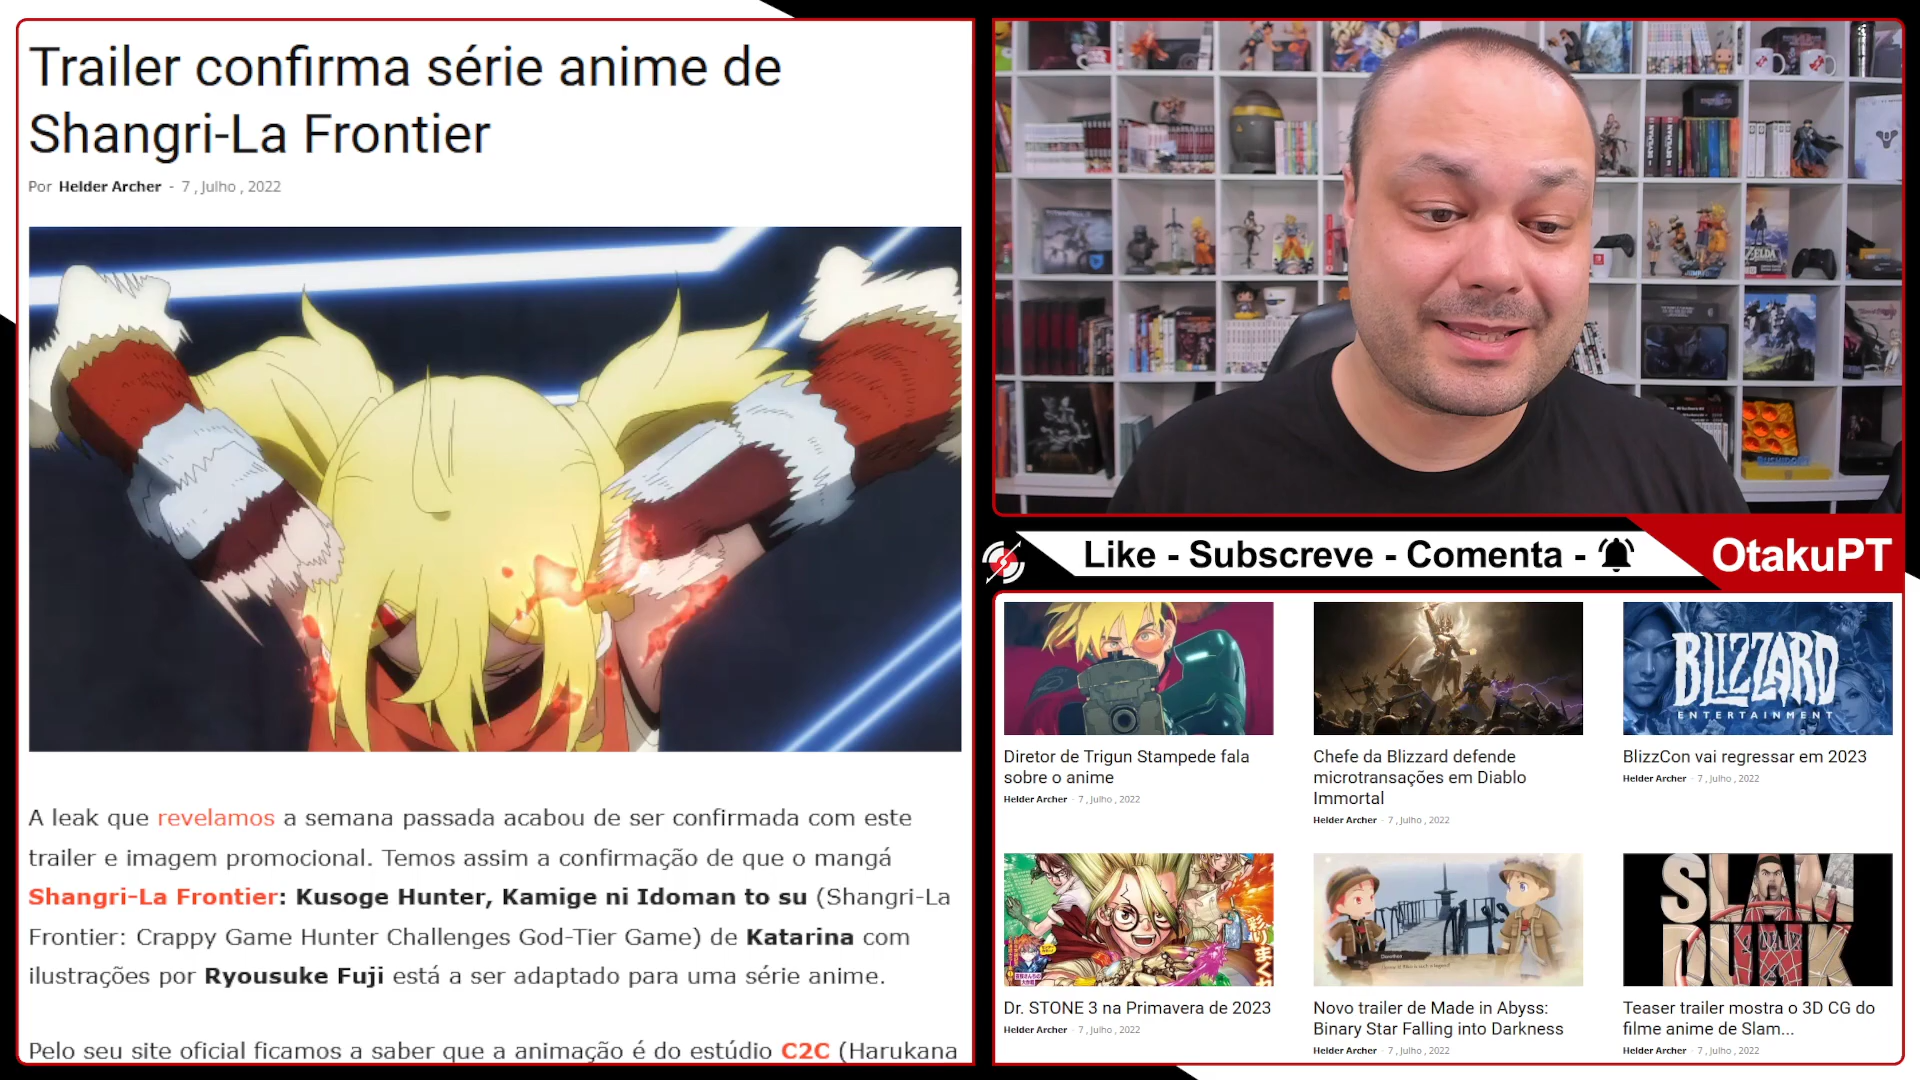 Trailer confirma série anime de
Shangri-La Frontier
Por Helder Archer - 7 , Julho , 2022
A leak que revelamos a semana passada acabou de ser confirmada com este
trailer e imagem promocional. Temos assim a confirmação de que o mangá
Shangri-La Frontier: Kusoge Hunter, Kamige ni Idoman to su (Shangri-La
Frontier: Crappy Game Hunter Challenges God-Tier Game) de Katarina com
ilustrações por Ryousuke Fuji está a ser adaptado para uma série anime.
Pelo seu site oficial ficamos a saber que a animação é do estúdio C2C (Harukana
ZELDA
Like - Subscreve - Comenta -
OtakuPT
BLIZZARD
ENTERTAINMENT
Diretor de Trigun Stampede fala
sobre o anime
Helder Archer - 7 , Julho , 2022
Chefe da Blizzard defende
microtransações em Diablo
Immortal
Helder Archer - 7 , Julho , 2022
BlizzCon vai regressar em 2023
Helder Archer - 7 , Julho , 2022
SLAM
DUNK
Dr. STONE 3 na Primavera de 2023
Helder Archer - 7 , Julho , 2022
Novo trailer de Made in Abyss:
Binary Star Falling into Darkness
Helder Archer - 7 , Julho , 2022
Teaser trailer mostra o 3D CG do
filme anime de Slam...
Helder Archer - 7 , Julho , 2022